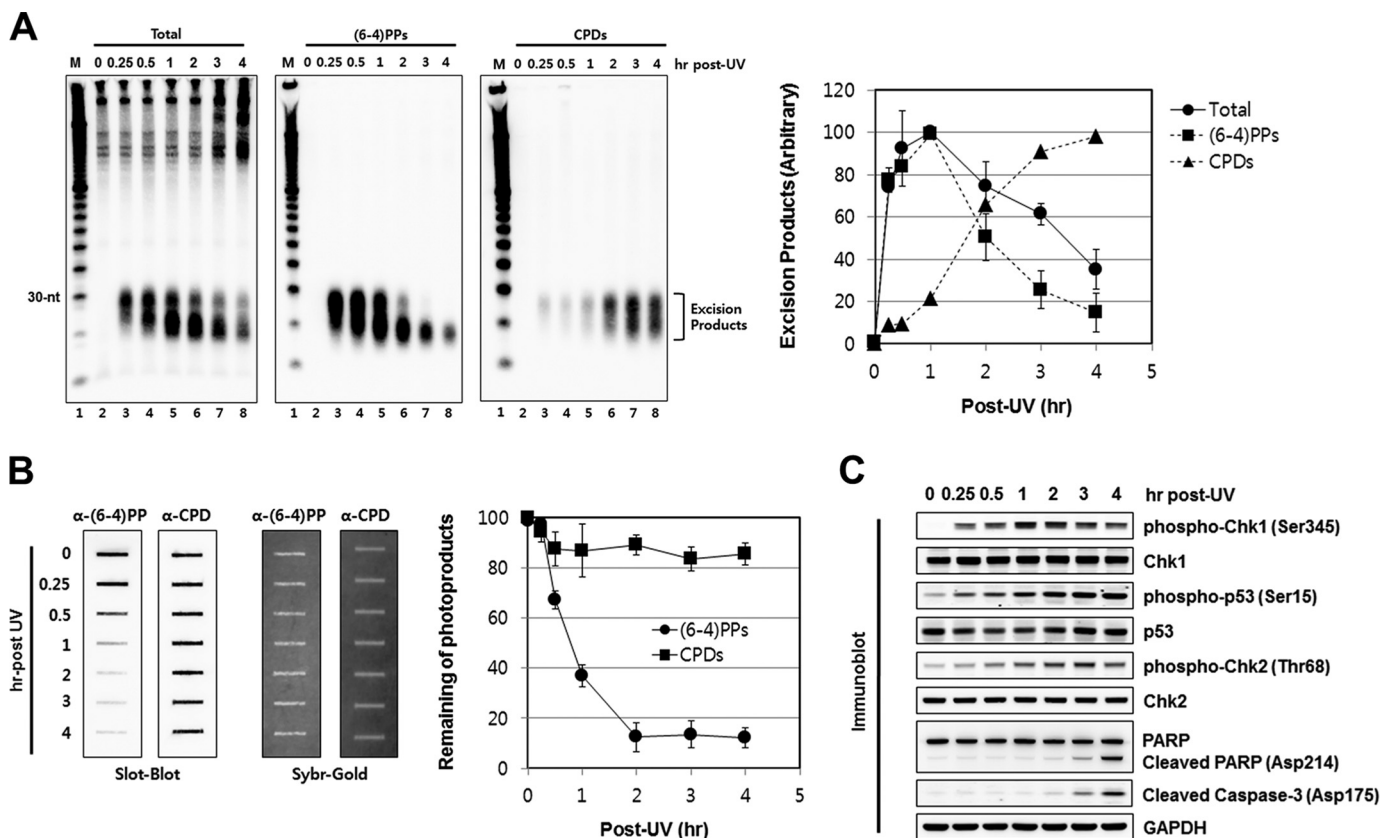 A
Total
(6-4)PPs
CPDs
M 0 0.25 0.5 1 2 3 4
M 0 0.25 0.5 1 2 3 4
M 0 0.25 0.5 1 2 3 4 hr post-UV
30-nt
Excision
Products
1 2 3 4 5 6 7 8
1 2 3 4 5 6 7 8
1 2 3 4 5 6 7 8
Excision Products (Arbitrary)
120
100
80
60
40
20
0
0 1 2 3 4 5
Post-UV (hr)
Total
(6-4)PPs
CPDs
B
α-(6-4)PP α-CPD
α-(6-4)PP α-CPD
hr-post UV
0
0.25
0.5
1
2
3
4
Slot-Blot
Sybr-Gold
Remaining of photoproducts
100
80
60
40
20
0
0 1 2 3 4 5
Post-UV (hr)
(6-4)PPs
CPDs
C
0 0.25 0.5 1 2 3 4 hr post-UV
Immunoblot
phospho-Chk1 (Ser345)
Chk1
phospho-p53 (Ser15)
p53
phospho-Chk2 (Thr68)
Chk2
PARP
Cleaved PARP (Asp214)
Cleaved Caspase-3 (Asp175)
GAPDH